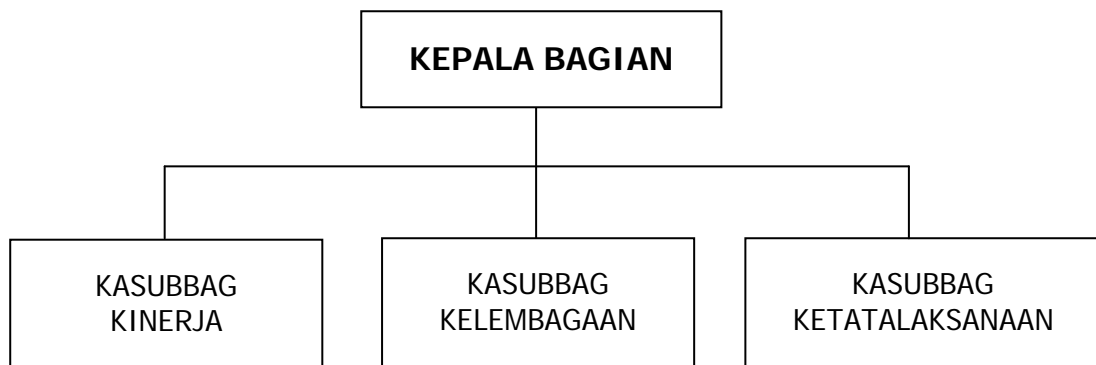 KEPALA BAGIAN
KASUBBAG
KINERJA
KASUBBAG
KELEMBAGAAN
KASUBBAG
KETATALAKSANAAN